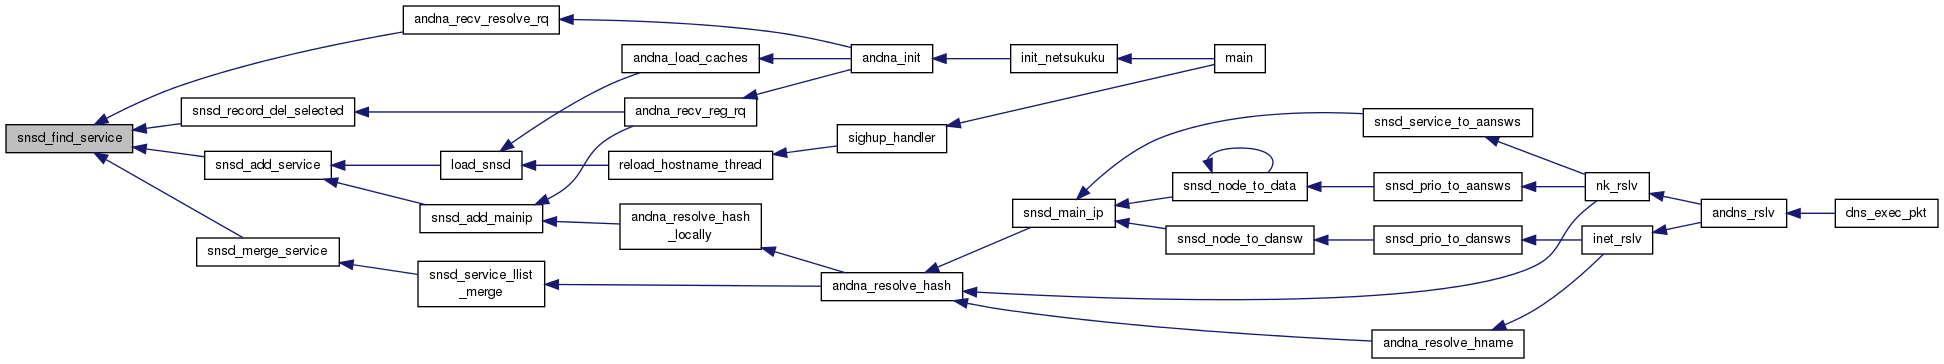 snsd_find_service
andna_recv_resolve_rq
snsd_record_del_selected
snsd_add_service
snsd_merge_service
andna_load_caches
andna_recv_reg_rq
load_snsd
snsd_add_mainip
snsd_service_llist
_merge
reload_hostname_thread
andna_resolve_hash
_locally
andna_init
sighup_handler
andna_resolve_hash
init_netsukuku
main
snsd_main_ip
snsd_node_to_data
snsd_node_to_dansw
snsd_service_to_aansws
snsd_prio_to_aansws
snsd_prio_to_dansws
andna_resolve_hname
nk_rslv
inet_rslv
andns_rslv
dns_exec_pkt